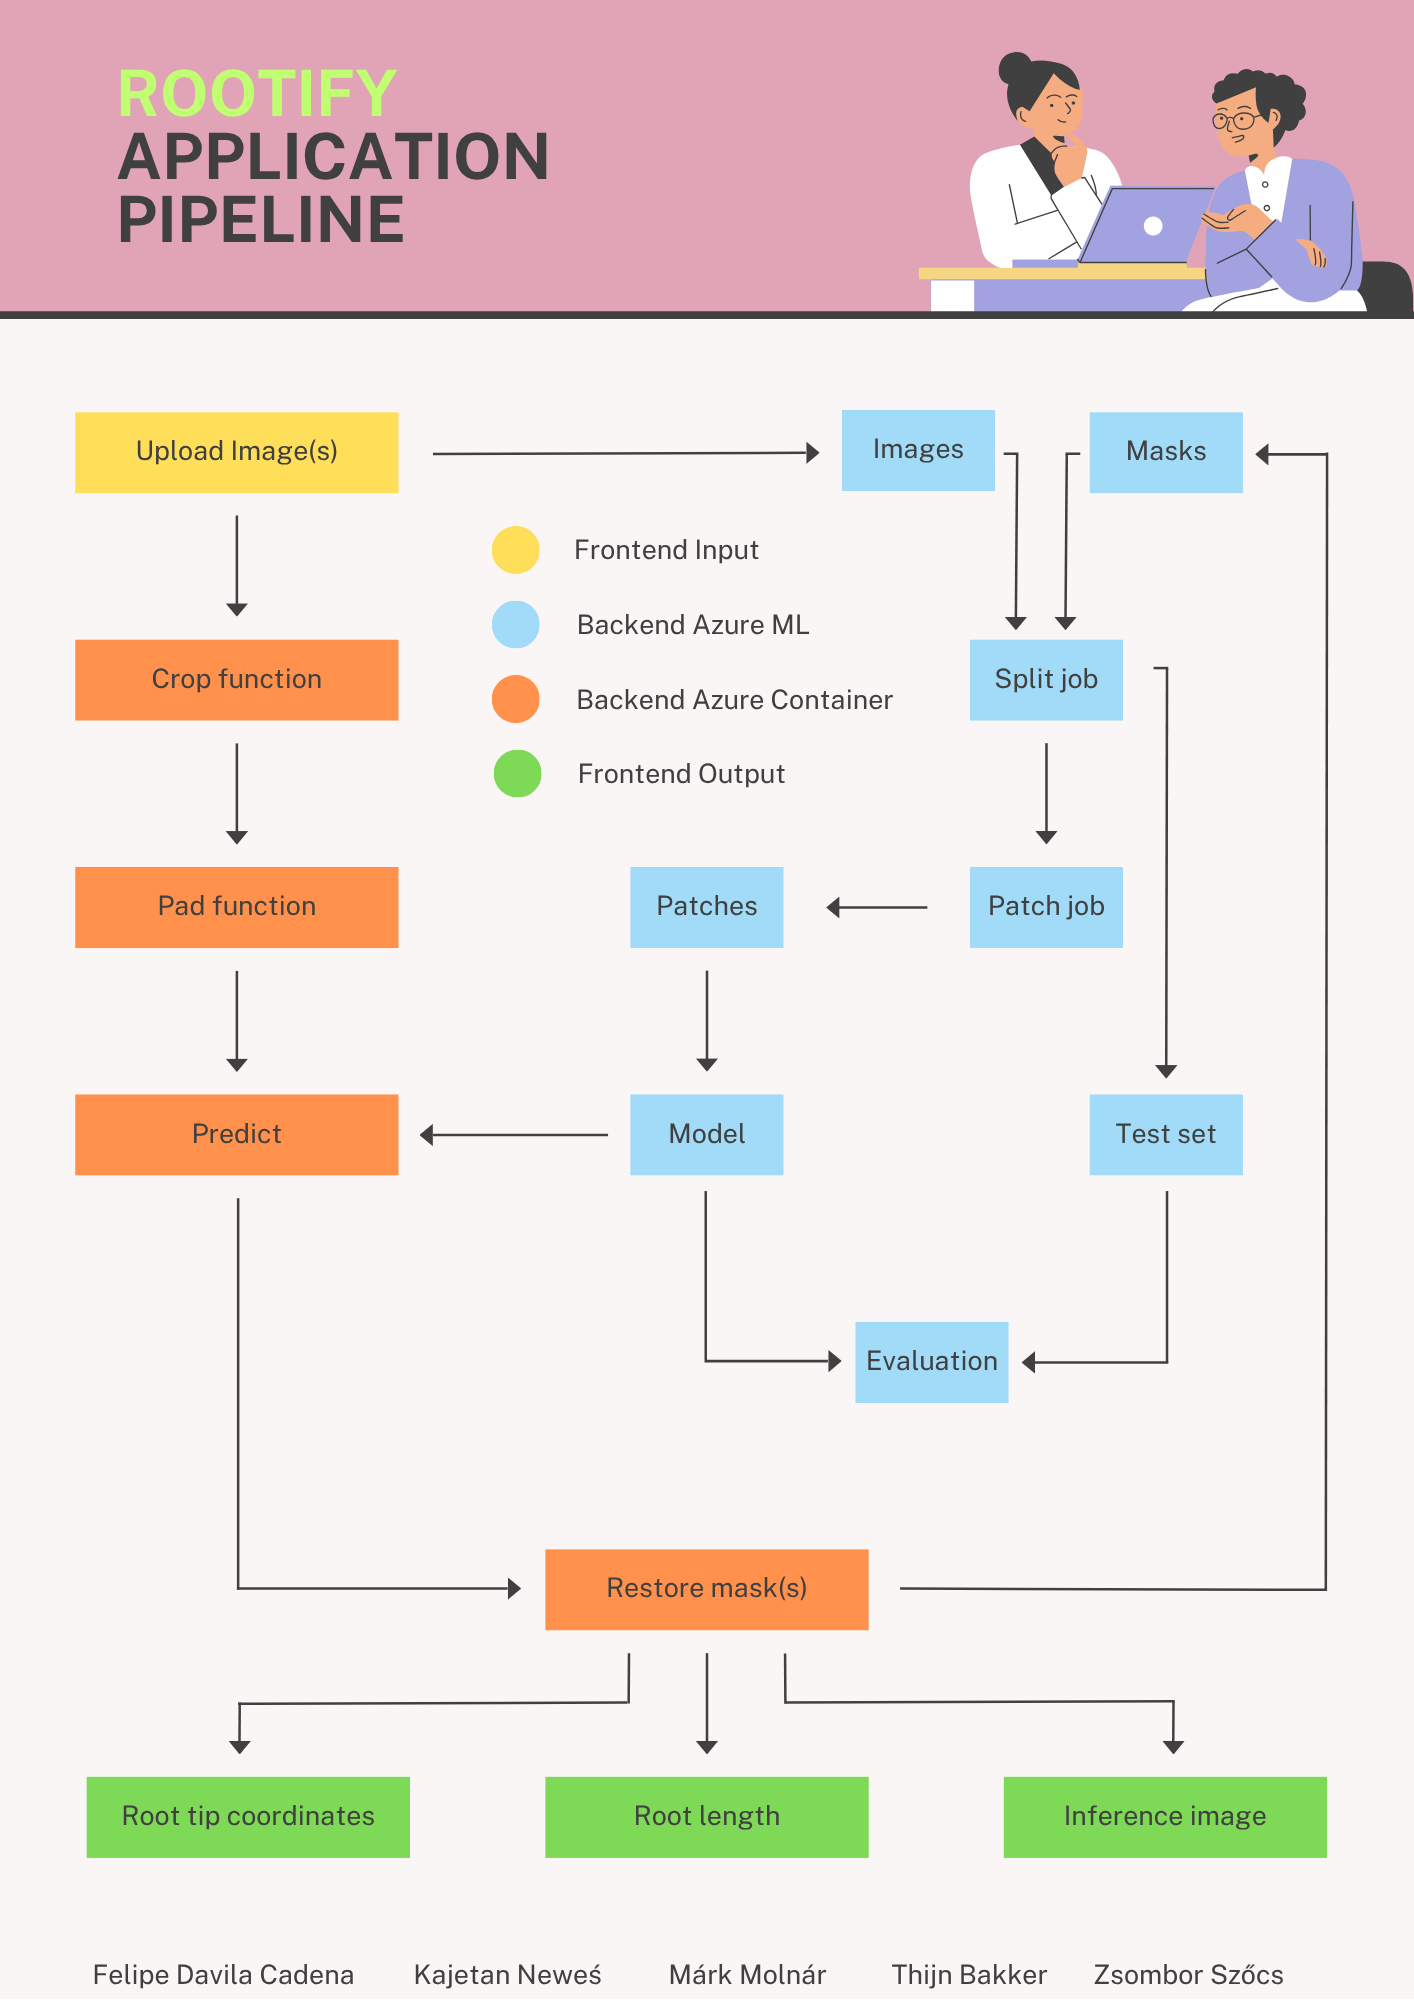 ROOTIFY
APPLICATION
PIPELINE
Upload Image(s)
Images
Masks
Frontend Input
Backend Azure ML
Backend Azure Container
Frontend Output
Crop function
Split job
Pad function
Patches
Patch job
Predict
Model
Test set
Evaluation
Restore mask(s)
Root tip coordinates
Root length
Inference image
Felipe Davila Cadena
Kajetan Neweś
Márk Molnár
Thijn Bakker
Zsombor Szőcs